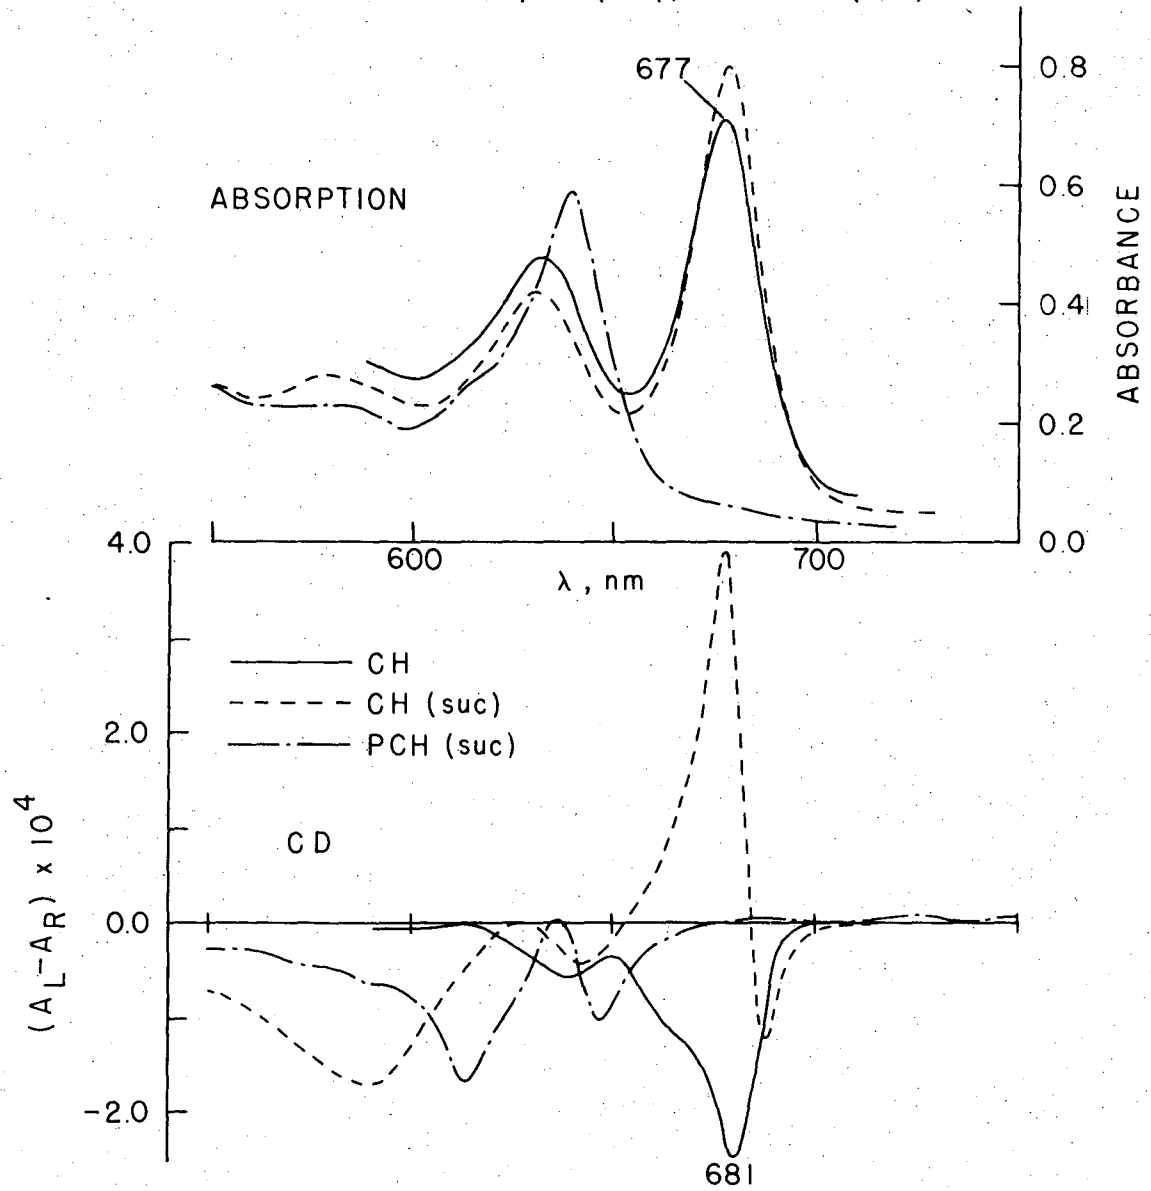 677
0.8
ABSORPTION
0.6
ABSORBANCE
0.4
0.2
4.0
600
700
0.0
λ, nm
CH
CH (suc)
2.0
PCH (suc)
(A_L-A_R) x 10^4
CD
0.0
-2.0
681